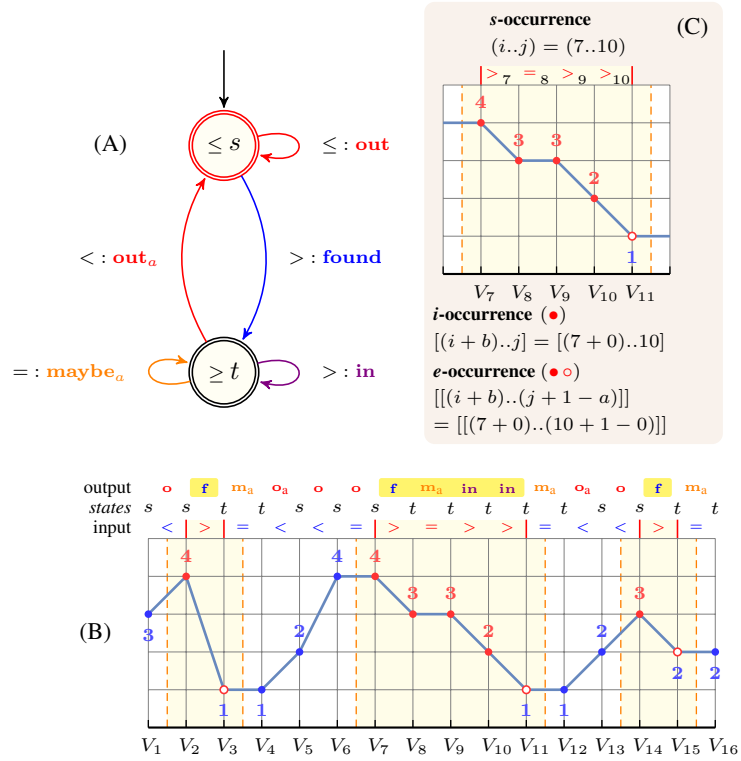 (A)
≤ s
≤ : out
< : out_a
> : found
≥ t
= : maybe_a
> : in
s-occurrence
(C)
(i..j) = (7..10)
>_7 =_8 >_9 >_10
4
3 3
2
1
V_7 V_8 V_9 V_10 V_11
i-occurrence (●)
[(i + b)..j] = [(7 + 0)..10]
e-occurrence (● ○)
[[(i + b)..(j + 1 − a)]]
= [[(7 + 0)..(10 + 1 − 0)]]
output o f m_a o_a o o f m_a in in m_a o_a o f m_a
states s s t t s s s t t t t t s s t t
input < > = < < = > = > > = < < > =
(B)
3 4 1 1 2 4 4 3 3 2 1 1 2 3 2 2
V_1 V_2 V_3 V_4 V_5 V_6 V_7 V_8 V_9 V_10 V_11 V_12 V_13 V_14 V_15 V_16